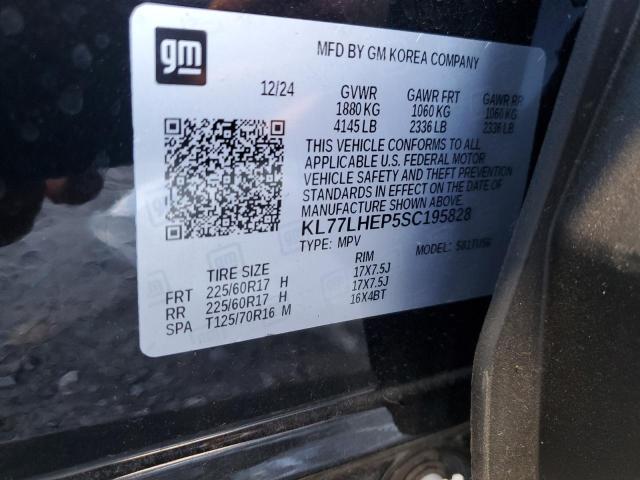 gm
MFD BY GM KOREA COMPANY
12/24 GVWR GAWR FRT GAWR RR
1880 KG 1060 KG 1060 KG
4145 LB 2336 LB 2336 LB
THIS VEHICLE CONFORMS TO ALL
APPLICABLE U.S. FEDERAL MOTOR
VEHICLE SAFETY AND THEFT PREVENTION
STANDARDS IN EFFECT ON THE DATE OF
MANUFACTURE SHOWN ABOVE.
KL77LHEP5SC195828
TYPE: MPV MODEL: 5B1TU56
TIRE SIZE RIM
FRT 225/60R17 H 17X7.5J
RR 225/60R17 H 17X7.5J
SPA T125/70R16 M 16X4BT